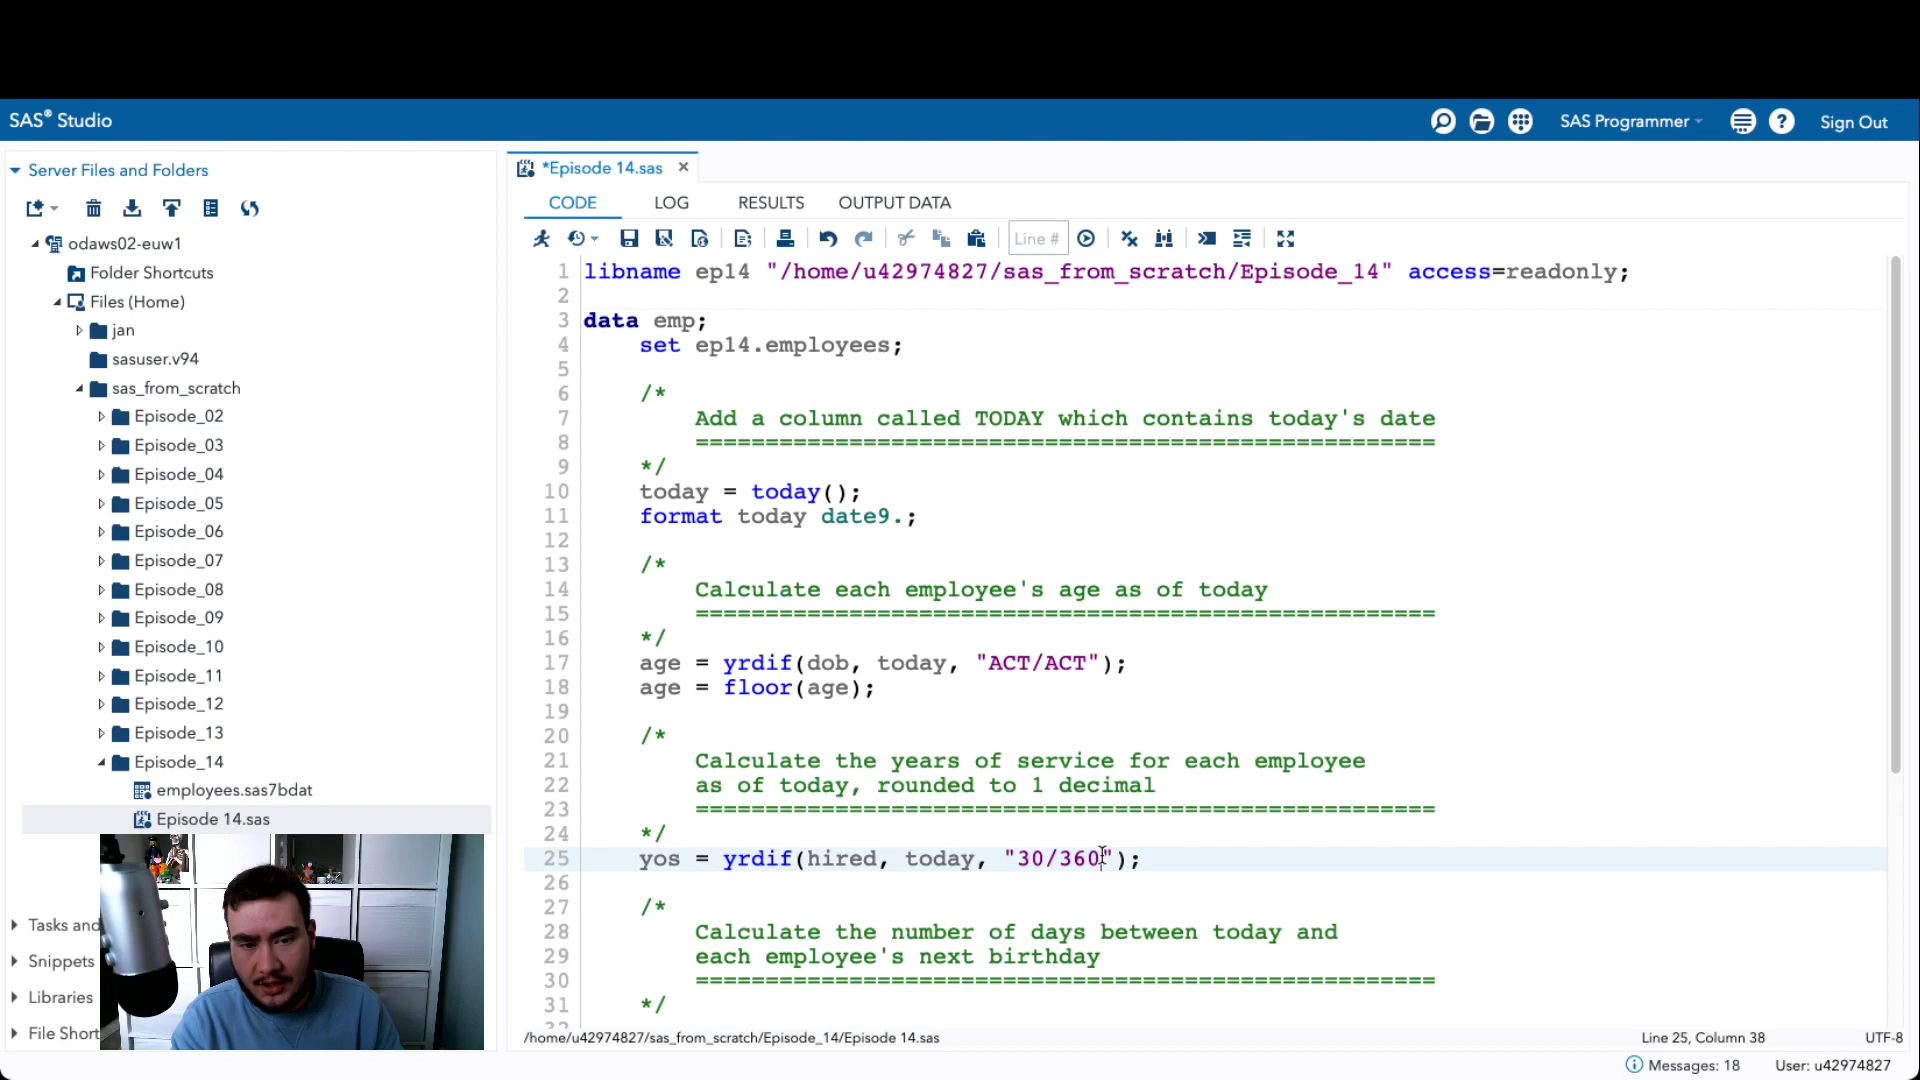 SAS® Studio
SAS Programmer
Sign Out
Server Files and Folders
odaws02-euw1
Folder Shortcuts
Files (Home)
jan
sasuser.v94
sas_from_scratch
Episode_02
Episode_03
Episode_04
Episode_05
Episode_06
Episode_07
Episode_08
Episode_09
Episode_10
Episode_11
Episode_12
Episode_13
Episode_14
employees.sas7bdat
Episode 14.sas
Tasks and
Snippets
Libraries
File Short
*Episode 14.sas
CODE LOG RESULTS OUTPUT DATA
Line #
1 libname ep14 "/home/u42974827/sas_from_scratch/Episode_14" access=readonly;
2
3 data emp;
4 set ep14.employees;
5
6 /*
7 Add a column called TODAY which contains today's date
8 =====================================================
9 */
10 today = today();
11 format today date9.;
12
13 /*
14 Calculate each employee's age as of today
15 =====================================================
16 */
17 age = yrdif(dob, today, "ACT/ACT");
18 age = floor(age);
19
20 /*
21 Calculate the years of service for each employee
22 as of today, rounded to 1 decimal
23 =====================================================
24 */
25 yos = yrdif(hired, today, "30/360");
26
27 /*
28 Calculate the number of days between today and
29 each employee's next birthday
30 =====================================================
31 */
/home/u42974827/sas_from_scratch/Episode_14/Episode 14.sas
Line 25, Column 38
UTF-8
Messages: 18
User: u42974827